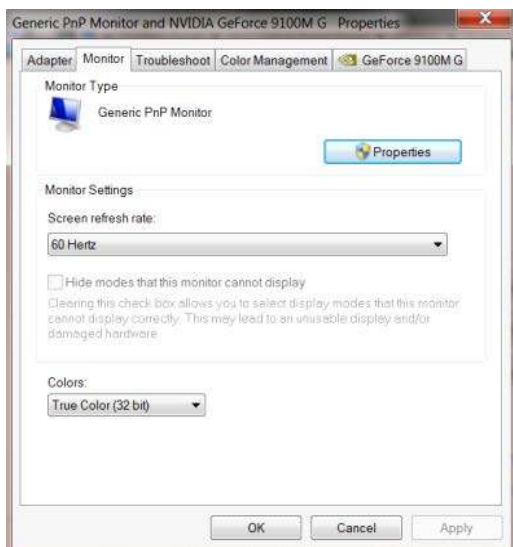 Generic PnP Monitor and NVIDIA GeForce 9100M G Properties
Adapter Monitor Troubleshoot Color Management GeForce 9100M G
Monitor Type
Generic PnP Monitor
Properties
Monitor Settings
Screen refresh rate:
60 Hertz
Hide modes that this monitor cannot display
Clearing this check box allows you to select display modes that this monitor
cannot display correctly. This may lead to an unusable display and/or
damaged hardware.
Colors:
True Color (32 bit)
OK Cancel Apply